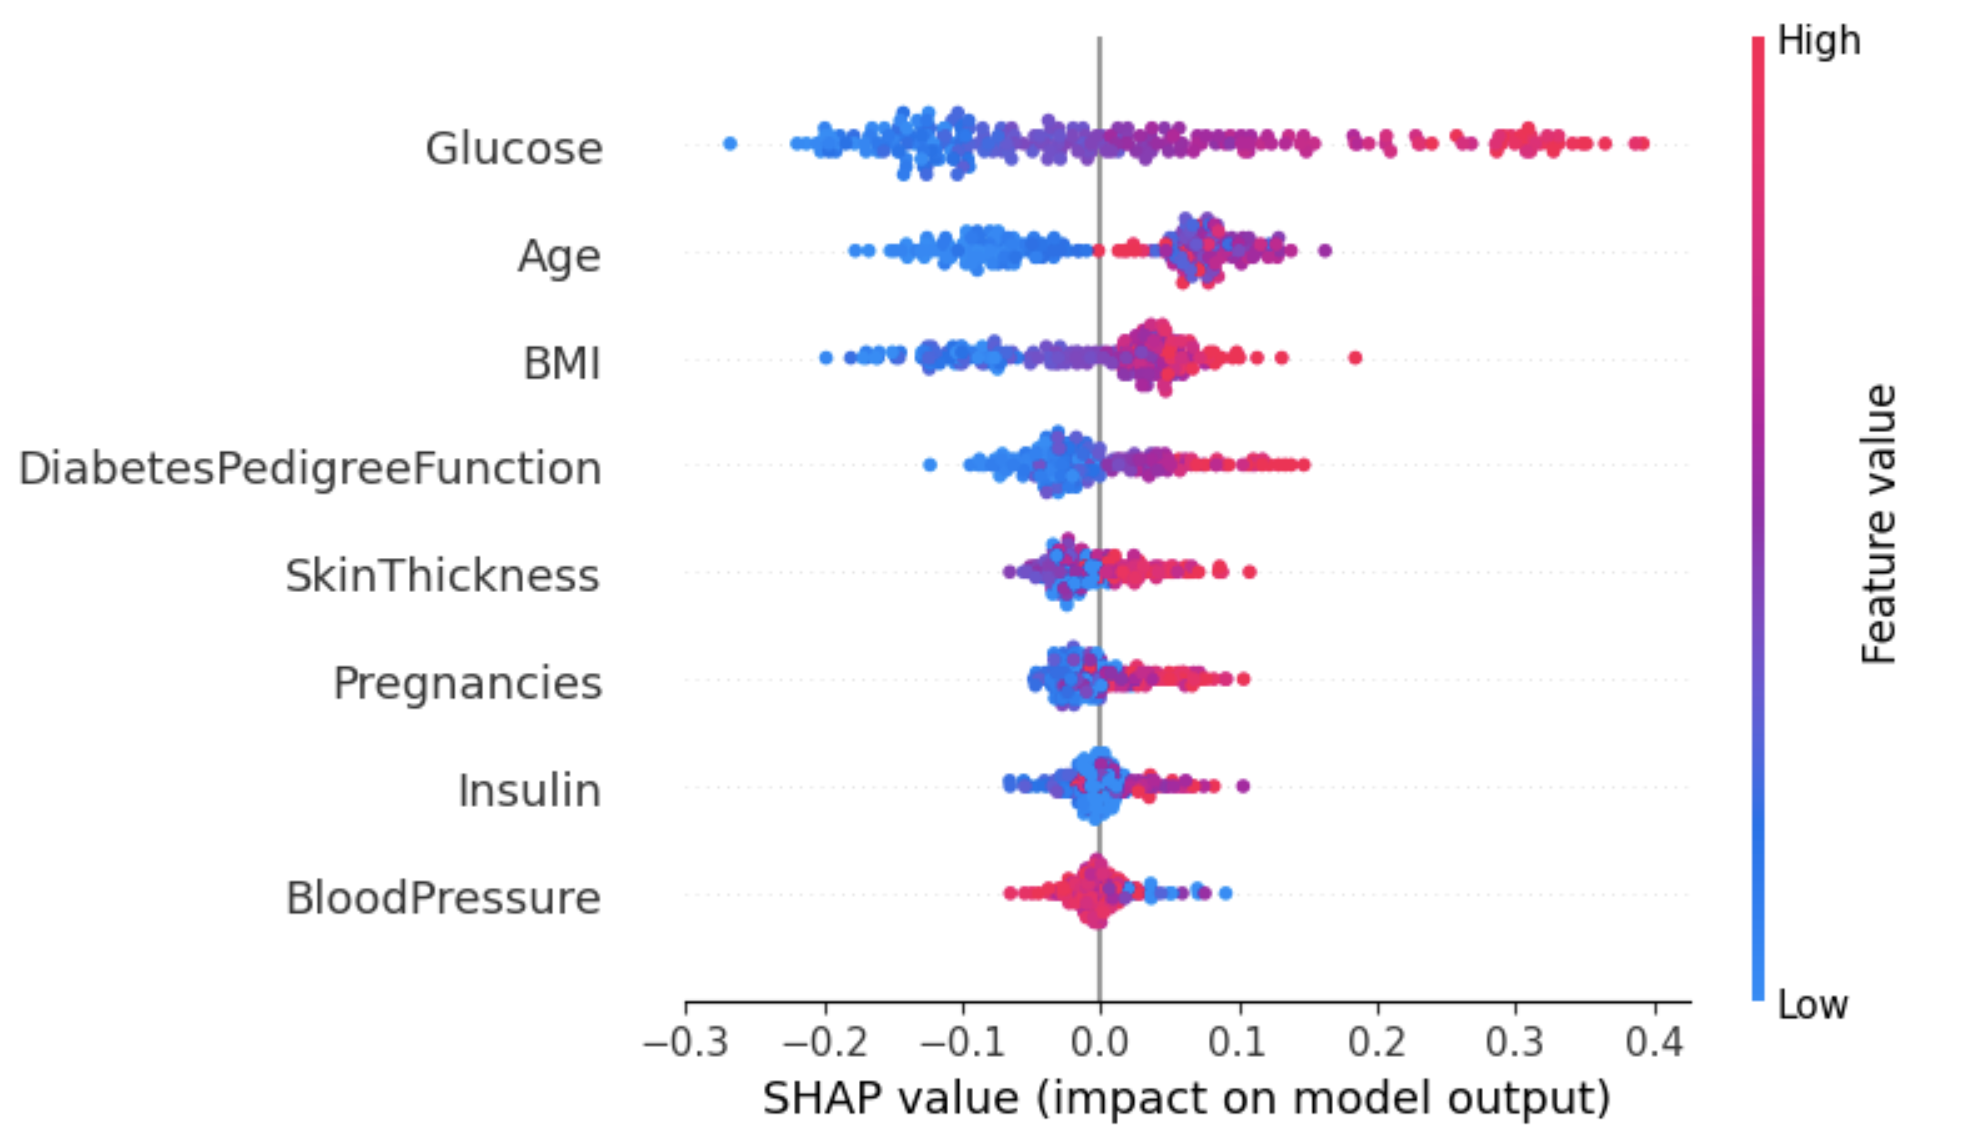 High
Glucose
Age
BMI
DiabetesPedigreeFunction
SkinThickness
Pregnancies
Insulin
BloodPressure
Feature value
Low
−0.3 −0.2 −0.1 0.0 0.1 0.2 0.3 0.4
SHAP value (impact on model output)